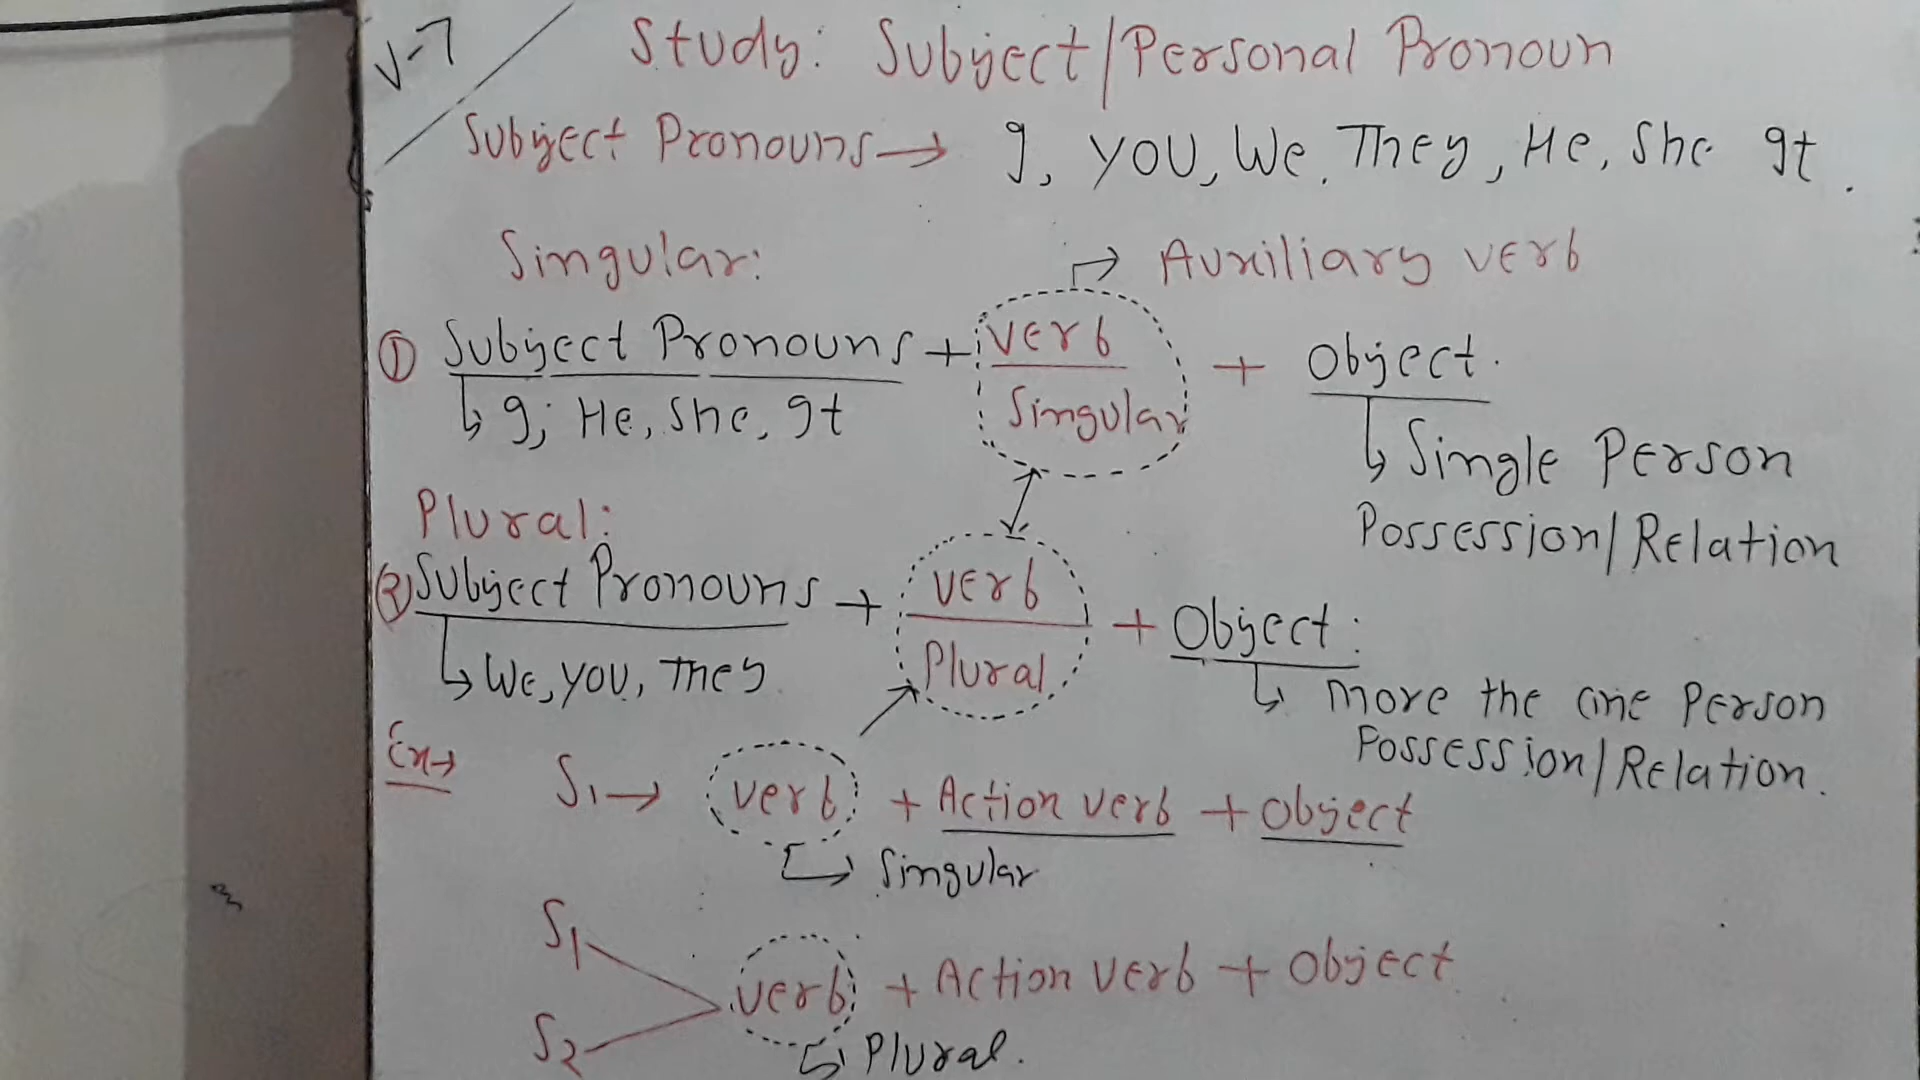 V-7
Study: Subject/Personal Pronoun
Subject Pronouns → I, you, We, They, He, She It.
Singular:
→ Auxiliary verb
① Subject Pronouns + verb + Object.
Singular
↳ I, He, She, It
↳ Single Person
Possession/Relation
Plural:
② Subject Pronouns + verb + Object:
Plural
↳ We, you, They
↳ more the one Person
Possession/Relation.
Ex→
S1 → verb + Action verb + Object
↳ Singular
S1
verb + Action verb + Object
S2
↳ Plural.